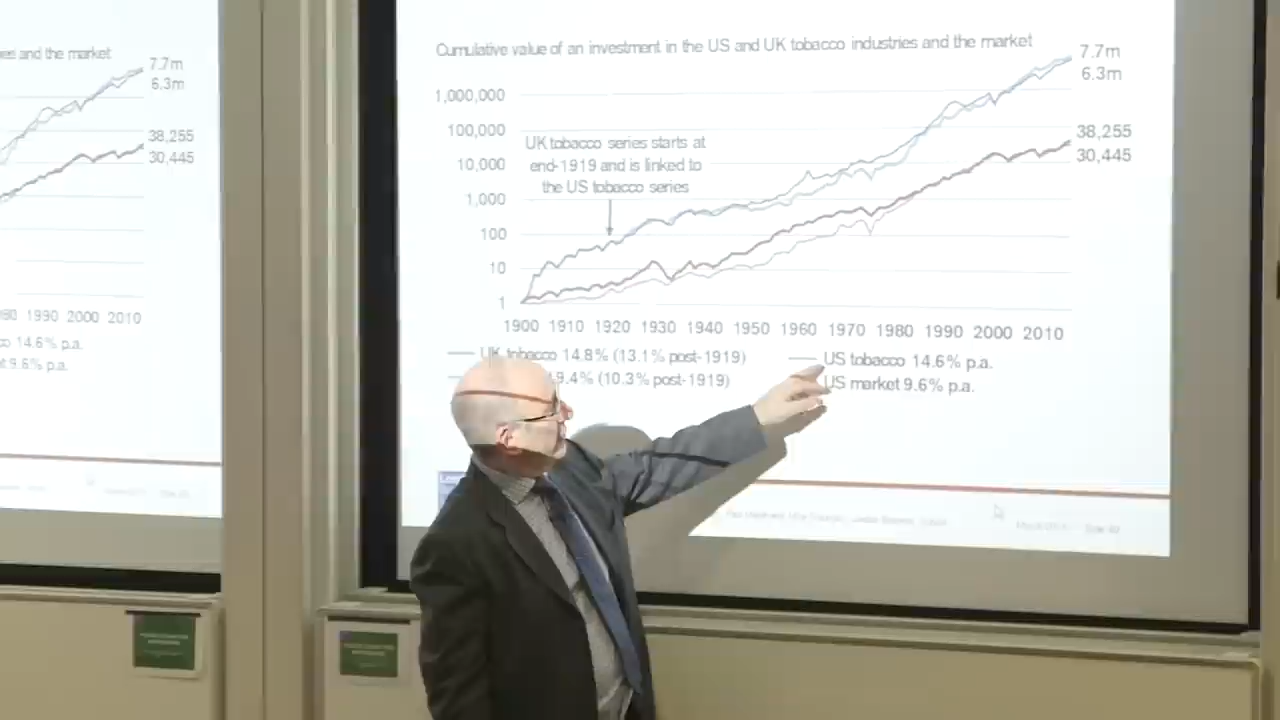 es and the market
7.7m
6.3m
38,255
30,445
80 1990 2000 2010
14.6% p.a.
9.6% p.a.
Cumulative value of an investment in the US and UK tobacco industries and the market
7.7m
6.3m
1,000,000
100,000
38,255
UK tobacco series starts at
end-1919 and is linked to
the US tobacco series
10,000
30,445
1,000
100
10
1
1900 1910 1920 1930 1940 1950 1960 1970 1980 1990 2000 2010
UK tobacco 14.8% (13.1% post-1919)
US tobacco 14.6% p.a.
9.4% (10.3% post-1919)
US market 9.6% p.a.